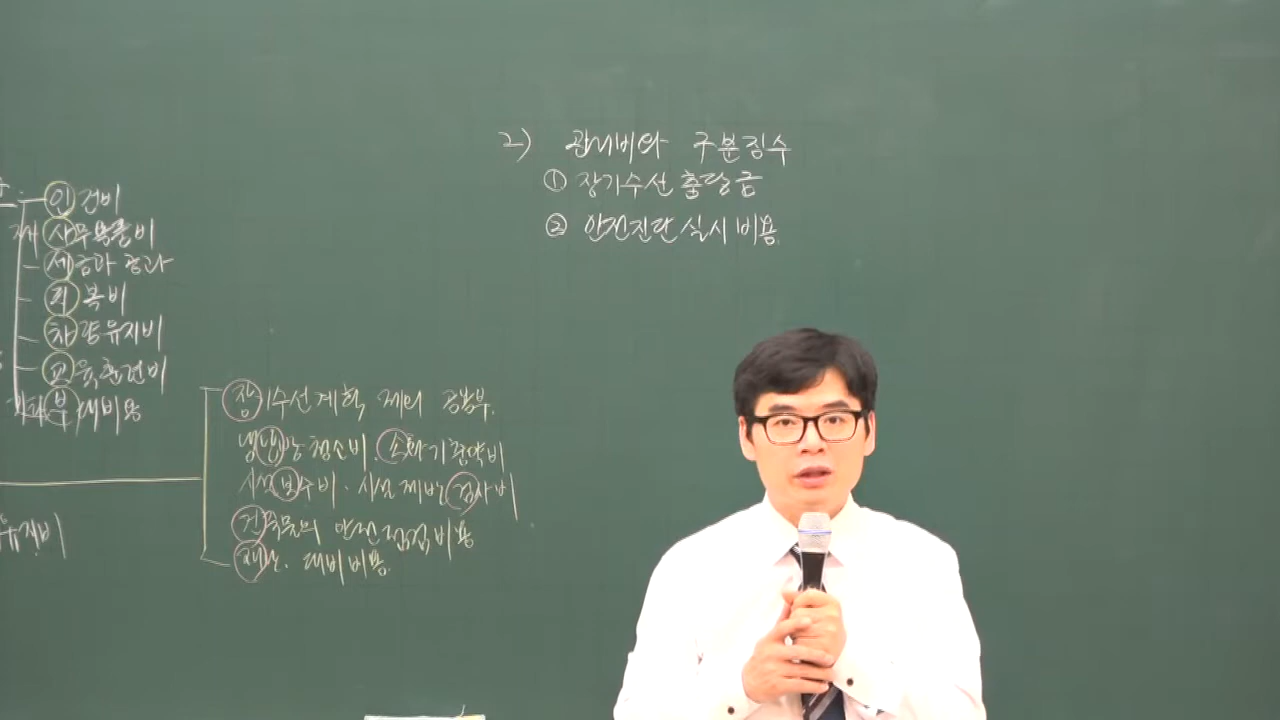 2) 관리비와 구분징수
① 장기수선충당금
② 안전진단실시비용
인건비
사무용품비
세금과 공과
피복비
차량유지비
교육훈련비
부대비용
장기수선계획 제외 공용부.
냉난방청소비. 소화기충약비
시설보수비. 시설 제반 검사비
건축물의 안전점검비용
재난. 대비비용.
유지비